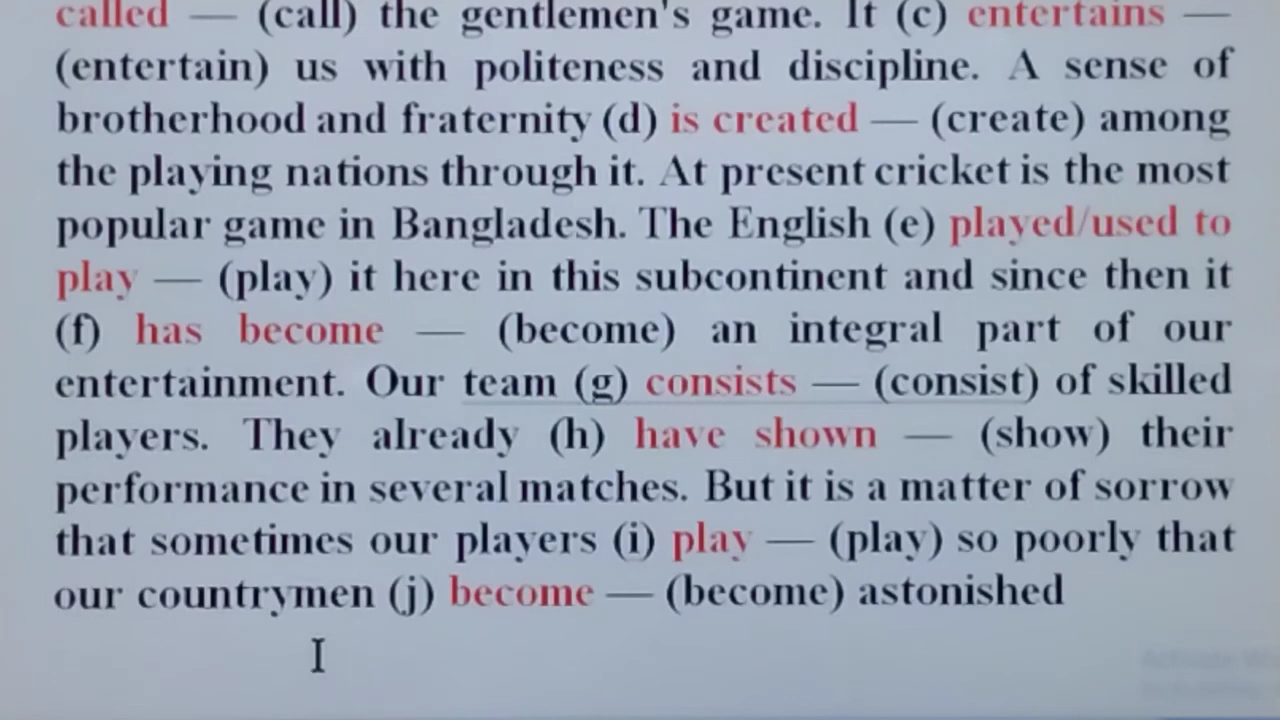 called — (call) the gentlemen's game. It (c) entertains —
(entertain) us with politeness and discipline. A sense of
brotherhood and fraternity (d) is created — (create) among
the playing nations through it. At present cricket is the most
popular game in Bangladesh. The English (e) played/used to
play — (play) it here in this subcontinent and since then it
(f) has become — (become) an integral part of our
entertainment. Our team (g) consists — (consist) of skilled
players. They already (h) have shown — (show) their
performance in several matches. But it is a matter of sorrow
that sometimes our players (i) play — (play) so poorly that
our countrymen (j) become — (become) astonished